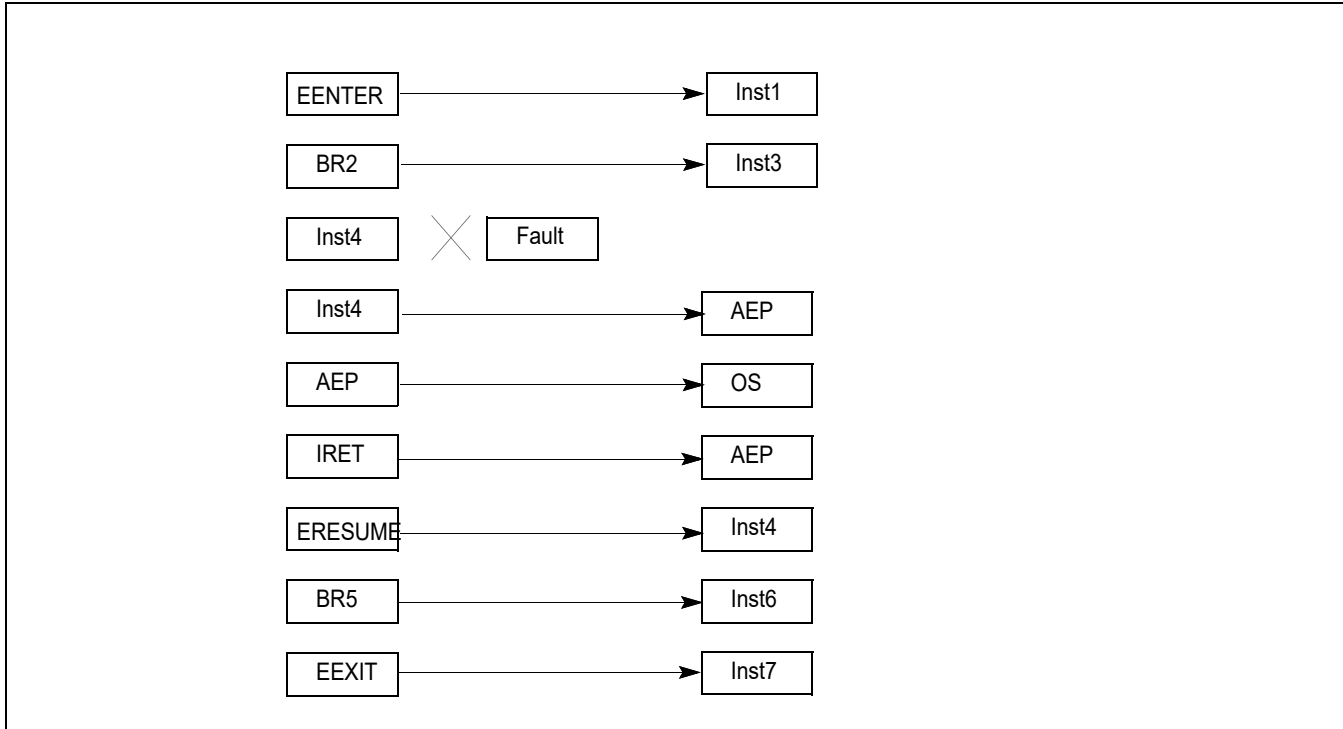 EENTER Inst1
BR2 Inst3
Inst4 Fault
Inst4 AEP
AEP OS
IRET AEP
ERESUME Inst4
BR5 Inst6
EEXIT Inst7